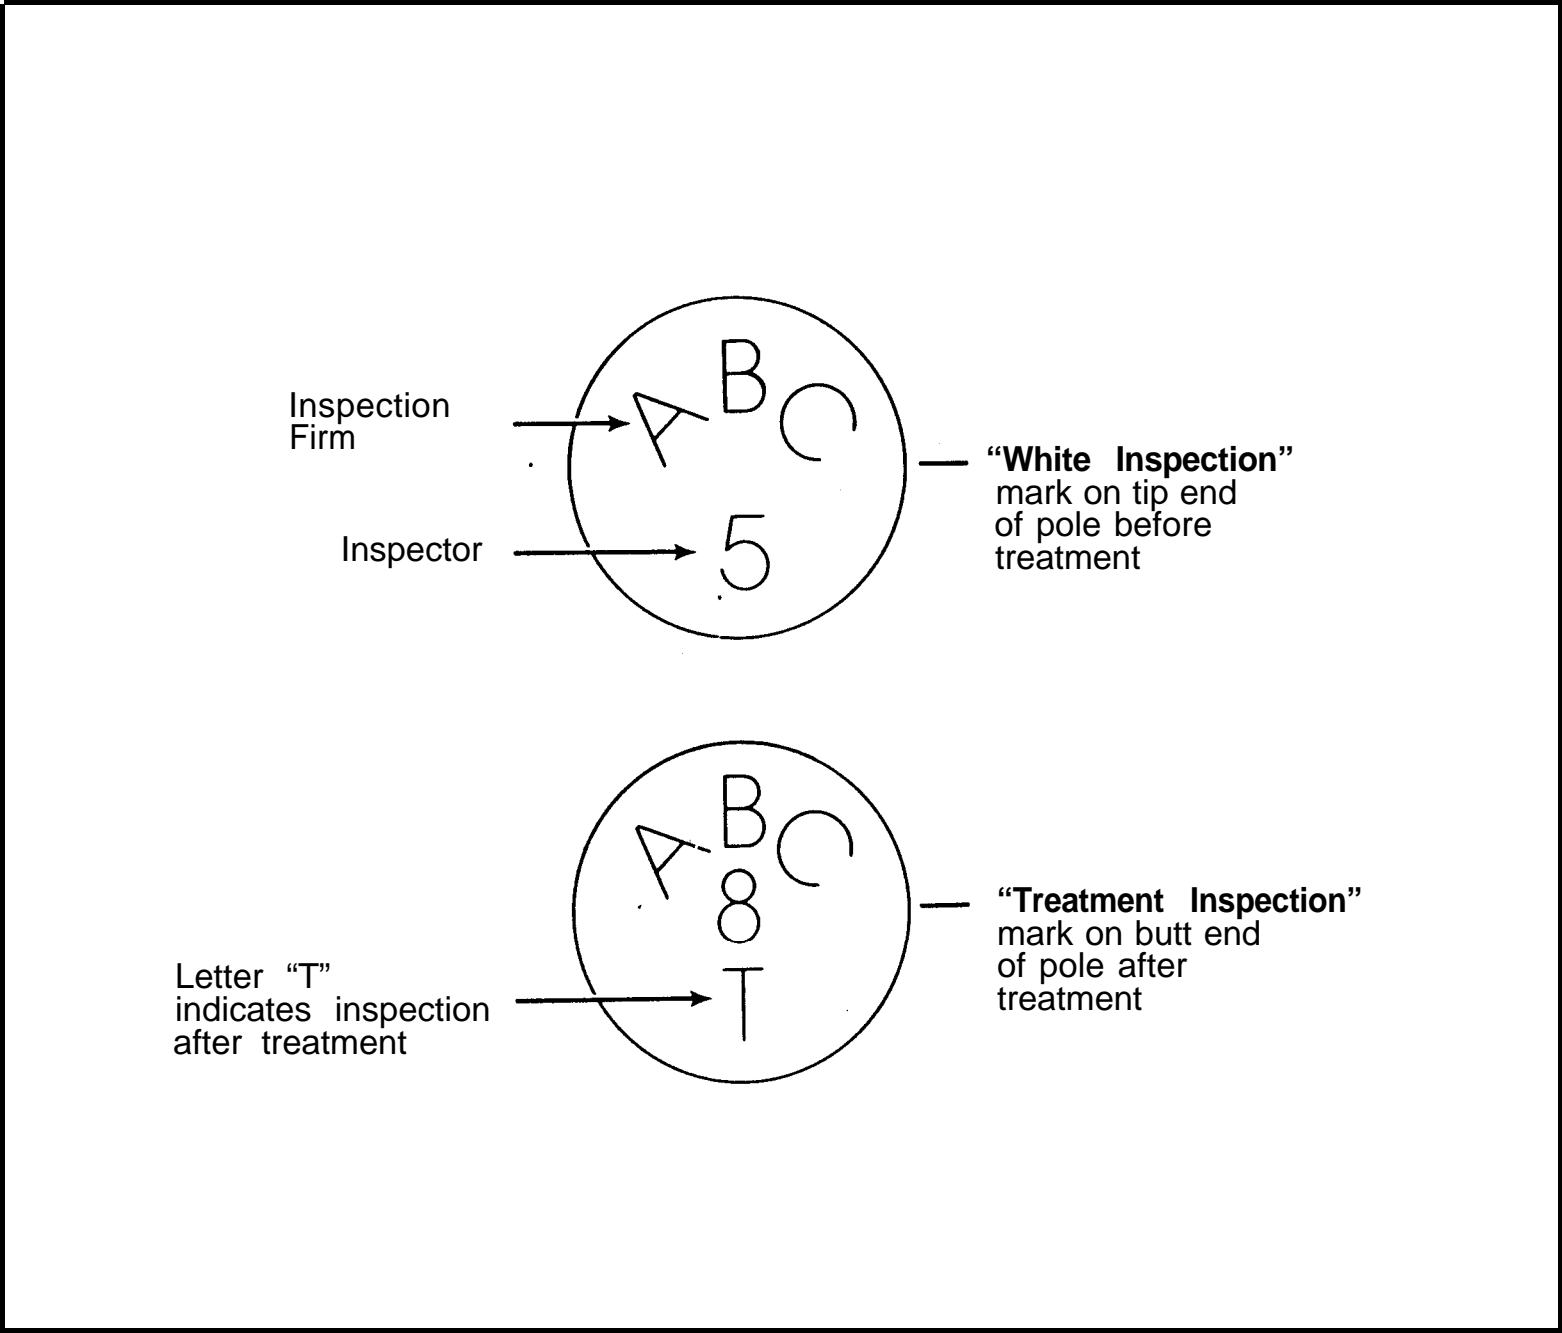 Inspection
Firm
A B C
Inspector
5
“White Inspection”
mark on tip end
of pole before
treatment
A B C
8
T
Letter “T”
indicates inspection
after treatment
“Treatment Inspection”
mark on butt end
of pole after
treatment